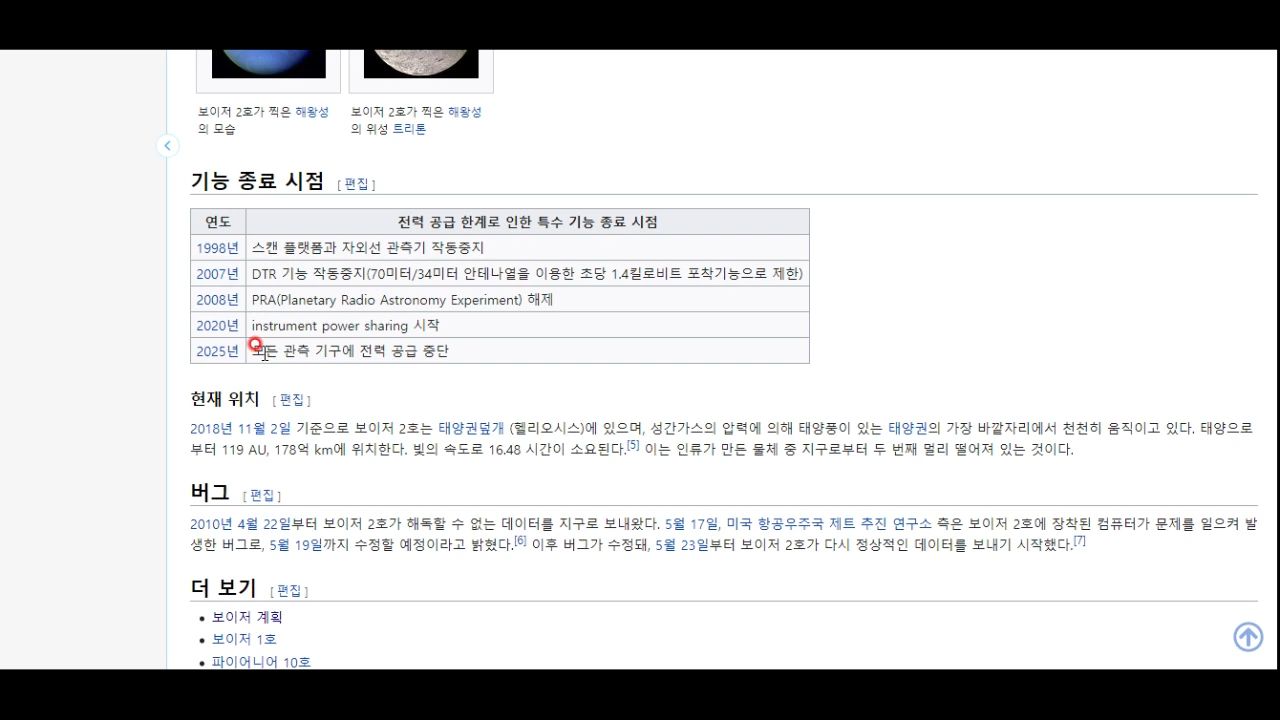 보이저 2호가 찍은 해왕성 보이저 2호가 찍은 해왕성
의 모습 의 위성 트리톤
기능 종료 시점 [ 편집 ]
연도 전력 공급 한계로 인한 특수 기능 종료 시점
1998년 스캔 플랫폼과 자외선 관측기 작동중지
2007년 DTR 기능 작동중지(70미터/34미터 안테나열을 이용한 초당 1.4킬로비트 포착기능으로 제한)
2008년 PRA(Planetary Radio Astronomy Experiment) 해제
2020년 instrument power sharing 시작
2025년 모든 관측 기구에 전력 공급 중단
현재 위치 [ 편집 ]
2018년 11월 2일 기준으로 보이저 2호는 태양권덮개 (헬리오시스)에 있으며, 성간가스의 압력에 의해 태양풍이 있는 태양권의 가장 바깥자리에서 천천히 움직이고 있다. 태양으로
부터 119 AU, 178억 km에 위치한다. 빛의 속도로 16.48 시간이 소요된다.[5] 이는 인류가 만든 물체 중 지구로부터 두 번째 멀리 떨어져 있는 것이다.
버그 [ 편집 ]
2010년 4월 22일부터 보이저 2호가 해독할 수 없는 데이터를 지구로 보내왔다. 5월 17일, 미국 항공우주국 제트 추진 연구소 측은 보이저 2호에 장착된 컴퓨터가 문제를 일으켜 발
생한 버그로, 5월 19일까지 수정할 예정이라고 밝혔다.[6] 이후 버그가 수정돼, 5월 23일부터 보이저 2호가 다시 정상적인 데이터를 보내기 시작했다.[7]
더 보기 [ 편집 ]
• 보이저 계획
• 보이저 1호
• 파이어니어 10호